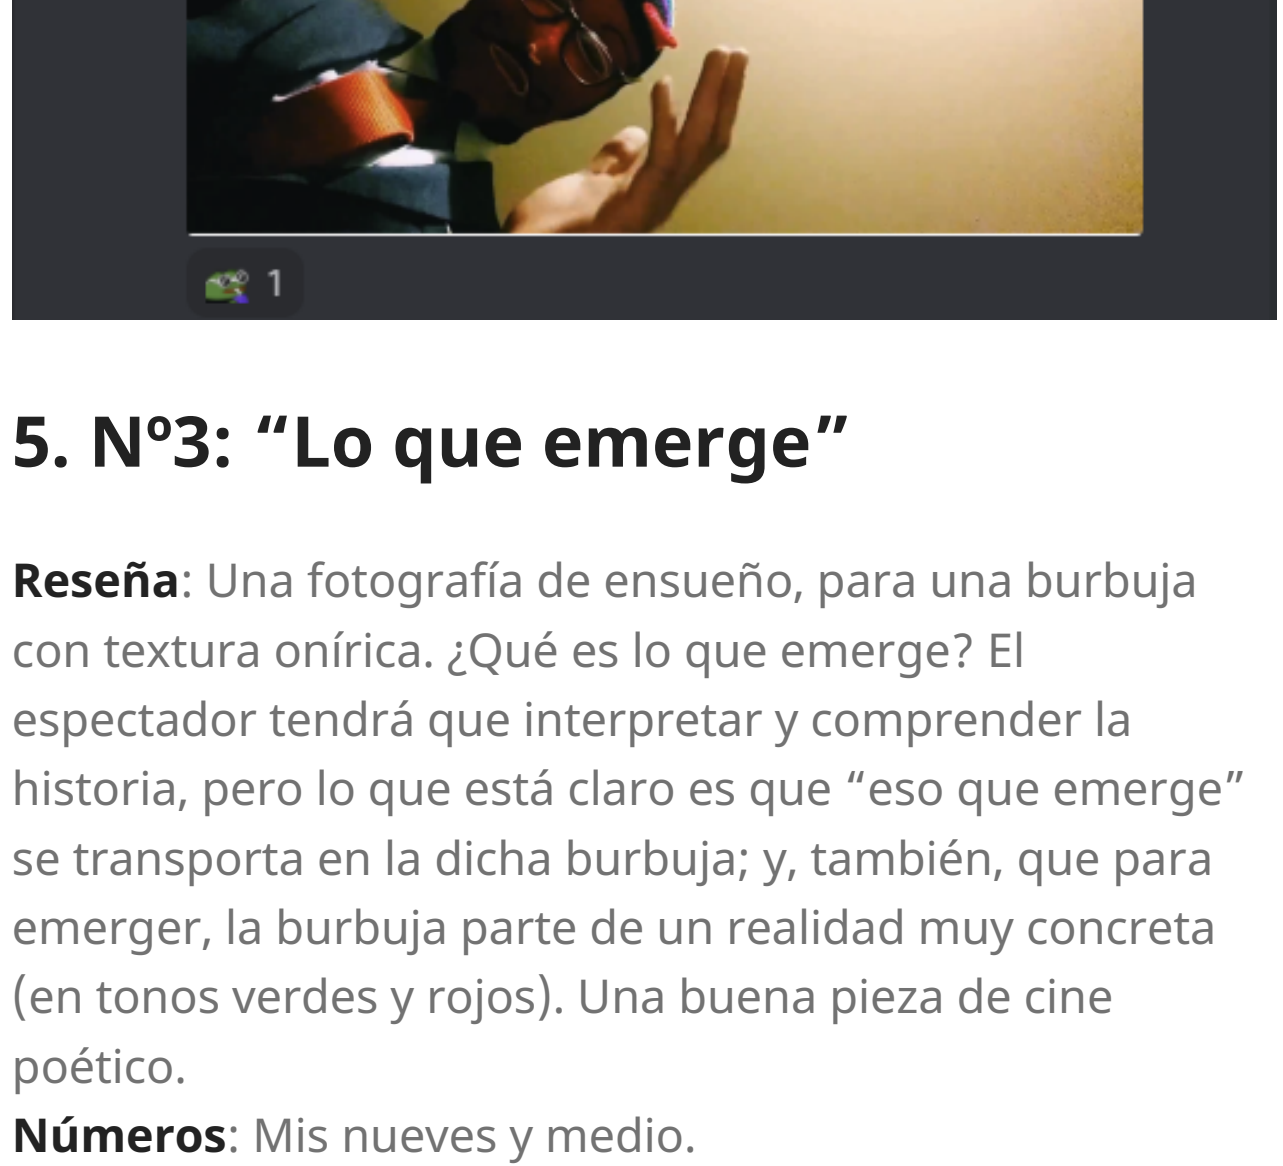 1
5. Nº3: “Lo que emerge”
Reseña: Una fotografía de ensueño, para una burbuja
con textura onírica. ¿Qué es lo que emerge? El
espectador tendrá que interpretar y comprender la
historia, pero lo que está claro es que “eso que emerge”
se transporta en la dicha burbuja; y, también, que para
emerger, la burbuja parte de un realidad muy concreta
(en tonos verdes y rojos). Una buena pieza de cine
poético.
Números: Mis nueves y medio.